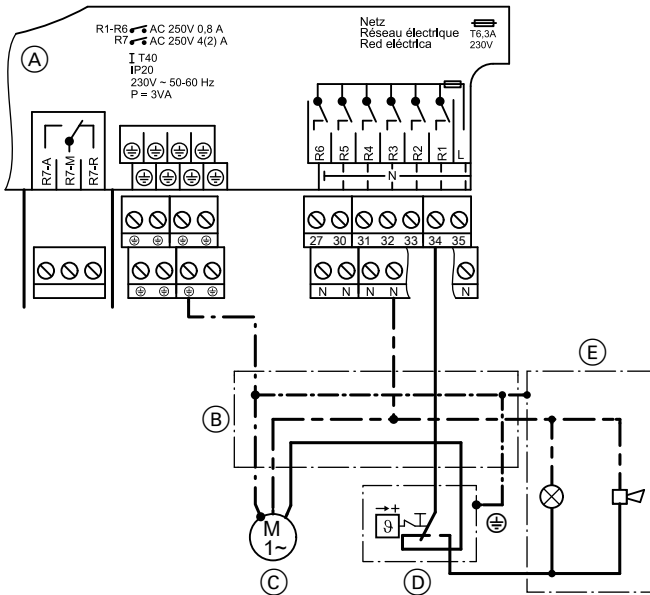 R1-R6 AC 250V 0,8 A
R7 AC 250V 4(2) A
I T40
IP20
230V ~ 50-60 Hz
P = 3VA
Netz
Réseau électrique
Red eléctrica
T6,3A
230V
A
R7-A R7-M R7-R
R6 R5 R4 R3 R2 R1 L
N
27 30 31 32 33 34 35
N N N N N
E
B
M
1~
ϑ
- +
C
D